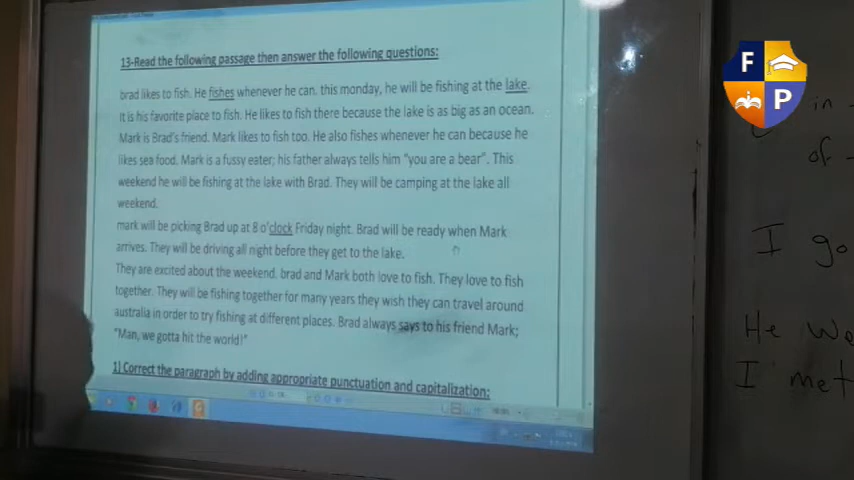 13-Read the following passage then answer the following questions:
brad likes to fish. He fishes whenever he can. this monday, he will be fishing at the lake.
It is his favorite place to fish. He likes to fish there because the lake is as big as an ocean.
Mark is Brad's friend. Mark likes to fish too. He also fishes whenever he can because he
likes sea food. Mark is a fussy eater; his father always tells him "you are a bear". This
weekend he will be fishing at the lake with Brad. They will be camping at the lake all
weekend.
mark will be picking Brad up at 8 o'clock Friday night. Brad will be ready when Mark
arrives. They will be driving all night before they get to the lake.
They are excited about the weekend. brad and Mark both love to fish. They love to fish
together. They will be fishing together for many years they wish they can travel around
australia in order to try fishing at different places. Brad always says to his friend Mark;
"Man, we gotta hit the world!"
1) Correct the paragraph by adding appropriate punctuation and capitalization:
F
P
in
of
I go
He
I met